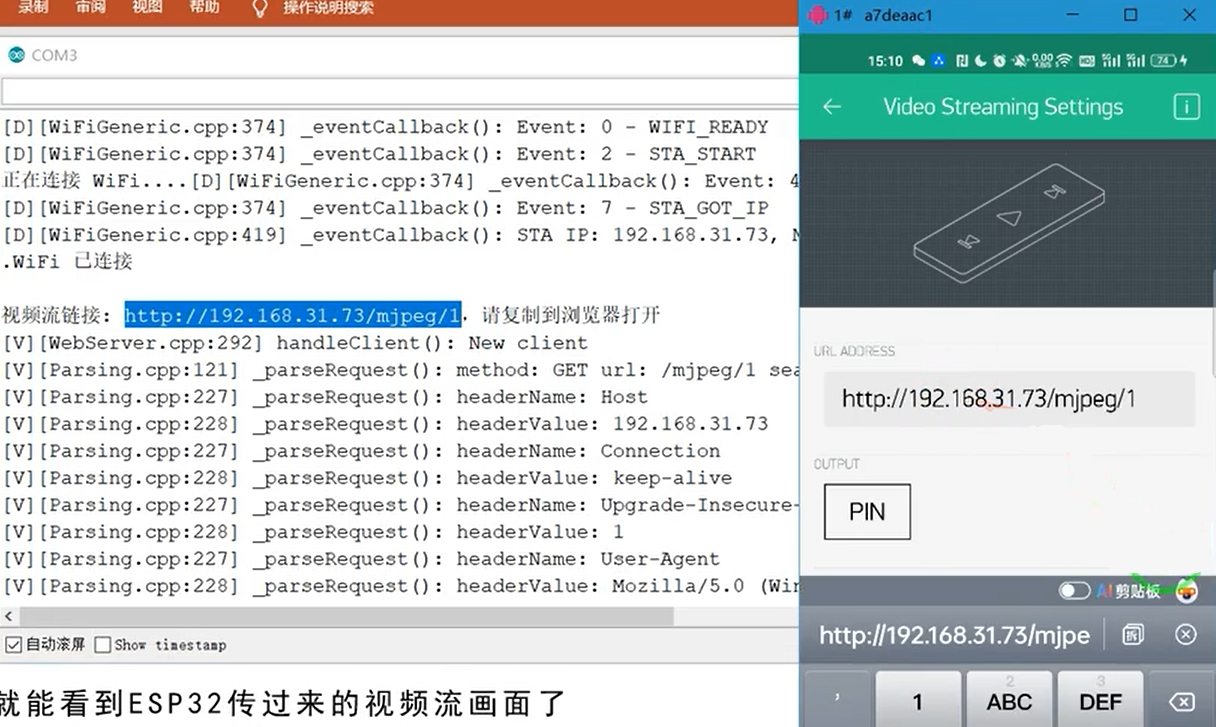 录制 审阅 视图 帮助 操作说明搜索
COM3
[D][WiFiGeneric.cpp:374] _eventCallback(): Event: 0 - WIFI_READY
[D][WiFiGeneric.cpp:374] _eventCallback(): Event: 2 - STA_START
正在连接 WiFi....[D][WiFiGeneric.cpp:374] _eventCallback(): Event: 4
[D][WiFiGeneric.cpp:374] _eventCallback(): Event: 7 - STA_GOT_IP
[D][WiFiGeneric.cpp:419] _eventCallback(): STA IP: 192.168.31.73,
.WiFi 已连接
视频流链接: http://192.168.31.73/mjpeg/1，请复制到浏览器打开
[V][WebServer.cpp:292] handleClient(): New client
[V][Parsing.cpp:121] _parseRequest(): method: GET url: /mjpeg/1 sea
[V][Parsing.cpp:227] _parseRequest(): headerName: Host
[V][Parsing.cpp:228] _parseRequest(): headerValue: 192.168.31.73
[V][Parsing.cpp:227] _parseRequest(): headerName: Connection
[V][Parsing.cpp:228] _parseRequest(): headerValue: keep-alive
[V][Parsing.cpp:227] _parseRequest(): headerName: Upgrade-Insecure-
[V][Parsing.cpp:228] _parseRequest(): headerValue: 1
[V][Parsing.cpp:227] _parseRequest(): headerName: User-Agent
[V][Parsing.cpp:228] _parseRequest(): headerValue: Mozilla/5.0 (Win
自动滚屏 Show timestamp
就能看到ESP32传过来的视频流画面了
1# a7deaac1
15:10 0.00 HD 5G 5G 74
Video Streaming Settings
URL ADDRESS
http://192.168.31.73/mjpeg/1
OUTPUT
PIN
AI 剪贴板
http://192.168.31.73/mjpe 拆
, 1 2 ABC 3 DEF